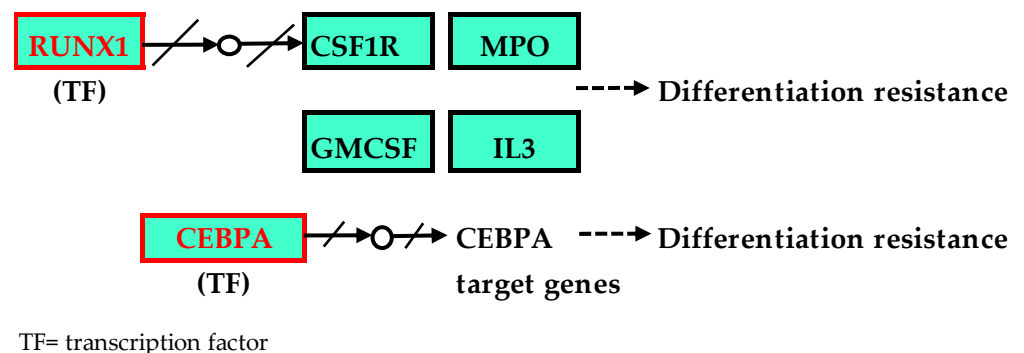 RUNX1 CSF1R MPO
(TF) Differentiation resistance
GMCSF IL3
CEBPA CEBPA Differentiation resistance
(TF) target genes
TF= transcription factor